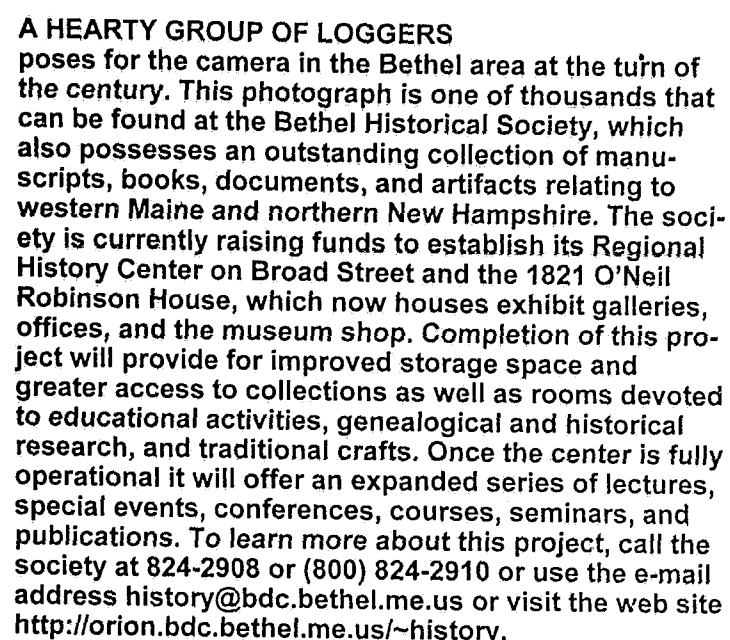 A HEARTY GROUP OF LOGGERS
poses for the camera in the Bethel area at the turn of
the century. This photograph is one of thousands that
can be found at the Bethel Historical Society, which
also possesses an outstanding collection of manu-
scripts, books, documents, and artifacts relating to
western Maine and northern New Hampshire. The soci-
ety is currently raising funds to establish its Regional
History Center on Broad Street and the 1821 O'Neil
Robinson House, which now houses exhibit galleries,
offices, and the museum shop. Completion of this pro-
ject will provide for improved storage space and
greater access to collections as well as rooms devoted
to educational activities, genealogical and historical
research, and traditional crafts. Once the center is fully
operational it will offer an expanded series of lectures,
special events, conferences, courses, seminars, and
publications. To learn more about this project, call the
society at 824-2908 or (800) 824-2910 or use the e-mail
address history@bdc.bethel.me.us or visit the web site
http://orion.bdc.bethel.me.us/~history.